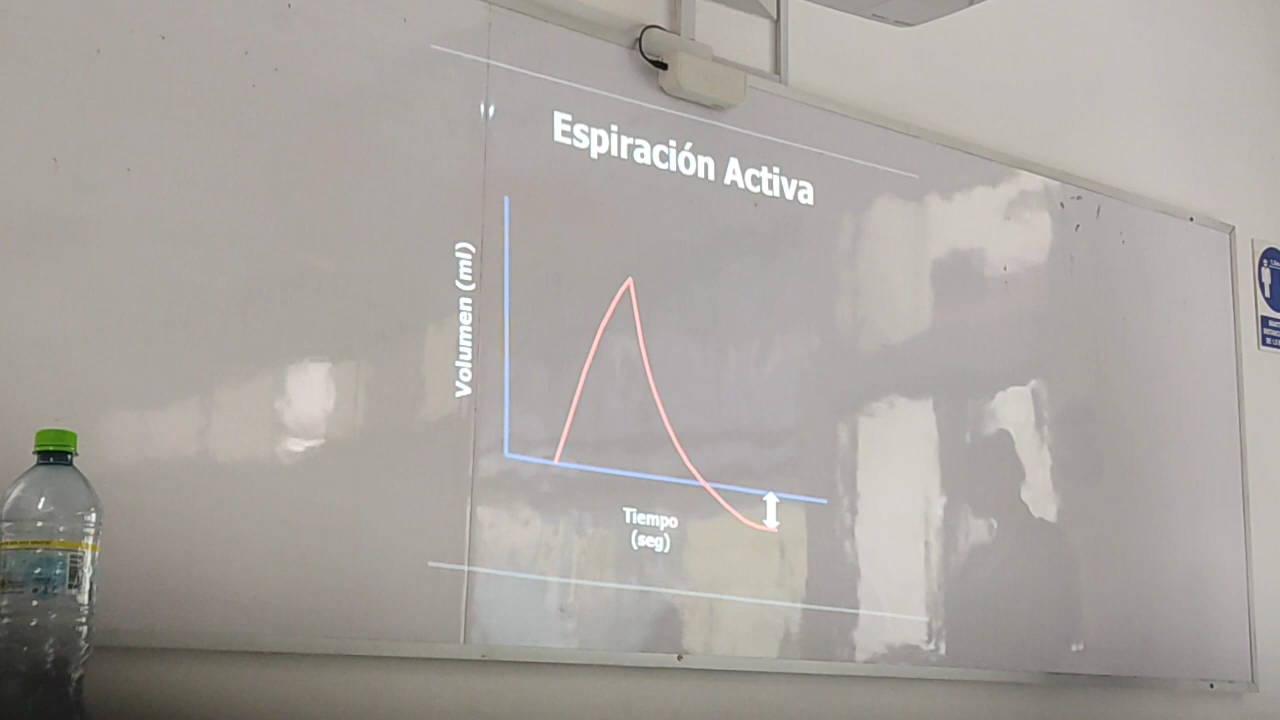 Espiración Activa
Volumen (ml)
Tiempo
(seg)